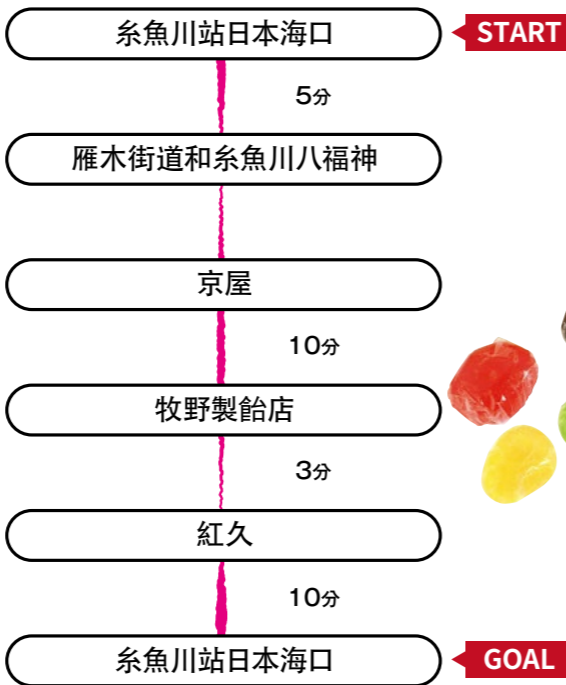 糸魚川站日本海口
START
5分
雁木街道和糸魚川八福神
京屋
10分
牧野製飴店
3分
紅久
10分
糸魚川站日本海口
GOAL